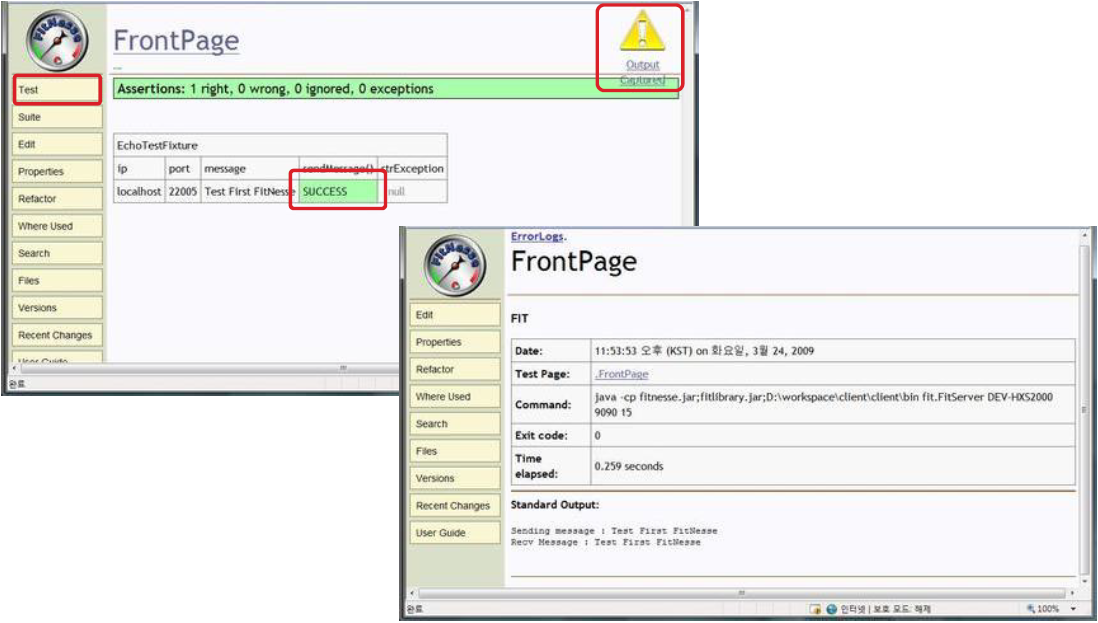 FitNesse
FrontPage
Output
Captured
Test
Assertions: 1 right, 0 wrong, 0 ignored, 0 exceptions
Suite
Edit
Properties
Refactor
Where Used
Search
Files
Versions
Recent Changes
User Guide
EchoTestFixture
ip port message sendMessage() strException
localhost 22005 Test First FitNesse SUCCESS null
완료
FitNesse
ErrorLogs.
FrontPage
Edit
Properties
Refactor
Where Used
Search
Files
Versions
Recent Changes
User Guide
FIT
Date: 11:53:53 오후 (KST) on 화요일, 3월 24, 2009
Test Page: .FrontPage
Command: java -cp fitnesse.jar;fitlibrary.jar;D:\workspace\client\client\bin fit.FitServer DEV-HXS2000
9090 15
Exit code: 0
Time
elapsed: 0.259 seconds
Standard Output:
Sending message : Test First FitNesse
Recv Message : Test First FitNesse
완료
인터넷 | 보호 모드: 해제
100%